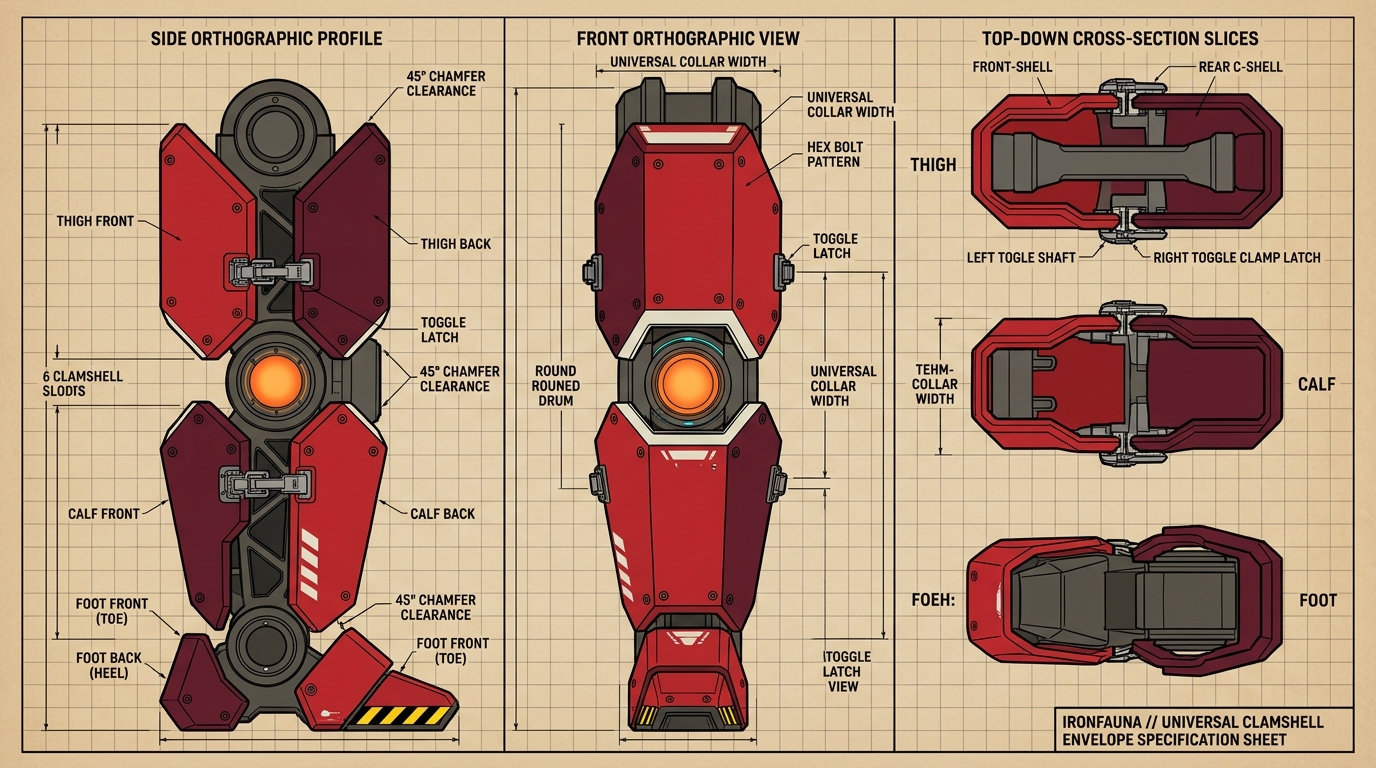 SIDE ORTHOGRAPHIC PROFILE
45° CHAMFER
CLEARANCE
THIGH FRONT
THIGH BACK
TOGGLE
LATCH
6 CLAMSHELL
SLODTS
45° CHAMFER
CLEARANCE
CALF FRONT
CALF BACK
FOOT FRONT
(TOE)
45" CHAMFER
CLEARANCE
FOOT BACK
(HEEL)
FOOT FRONT
(TOE)
FRONT ORTHOGRAPHIC VIEW
UNIVERSAL COLLAR WIDTH
UNIVERSAL
COLLAR WIDTH
HEX BOLT
PATTERN
TOGGLE
LATCH
ROUND
ROUNED
DRUM
UNIVERSAL
COLLAR
WIDTH
TOGGLE
LATCH
VIEW
TOP-DOWN CROSS-SECTION SLICES
FRONT-SHELL
REAR C-SHELL
THIGH
LEFT TOGLE SHAFT
RIGHT TOGGLE CLAMP LATCH
TEHM-
COLLAR
WIDTH
CALF
FOEH:
FOOT
IRONFAUNA // UNIVERSAL CLAMSHELL
ENVELOPE SPECIFICATION SHEET